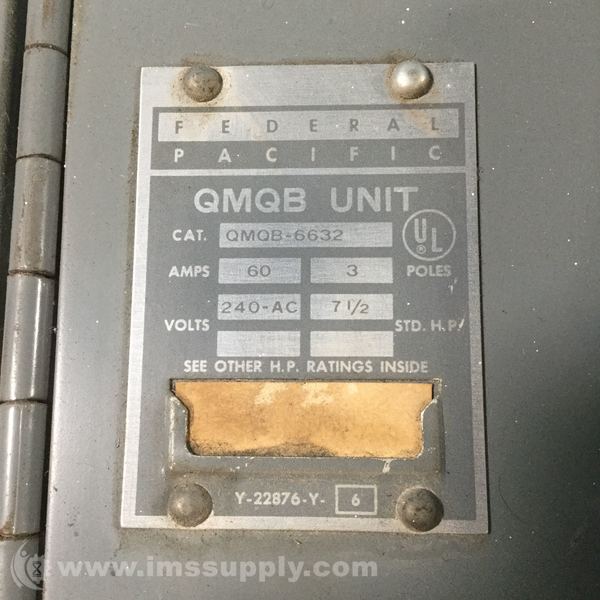 FEDERAL
PACIFIC
QMQB UNIT
CAT. QMQB-6632 UL
AMPS 60 3 POLES
240-AC 7 1/2
VOLTS STD. H.P.
SEE OTHER H.P. RATINGS INSIDE
Y-22876-Y- 6
www.imssupply.com